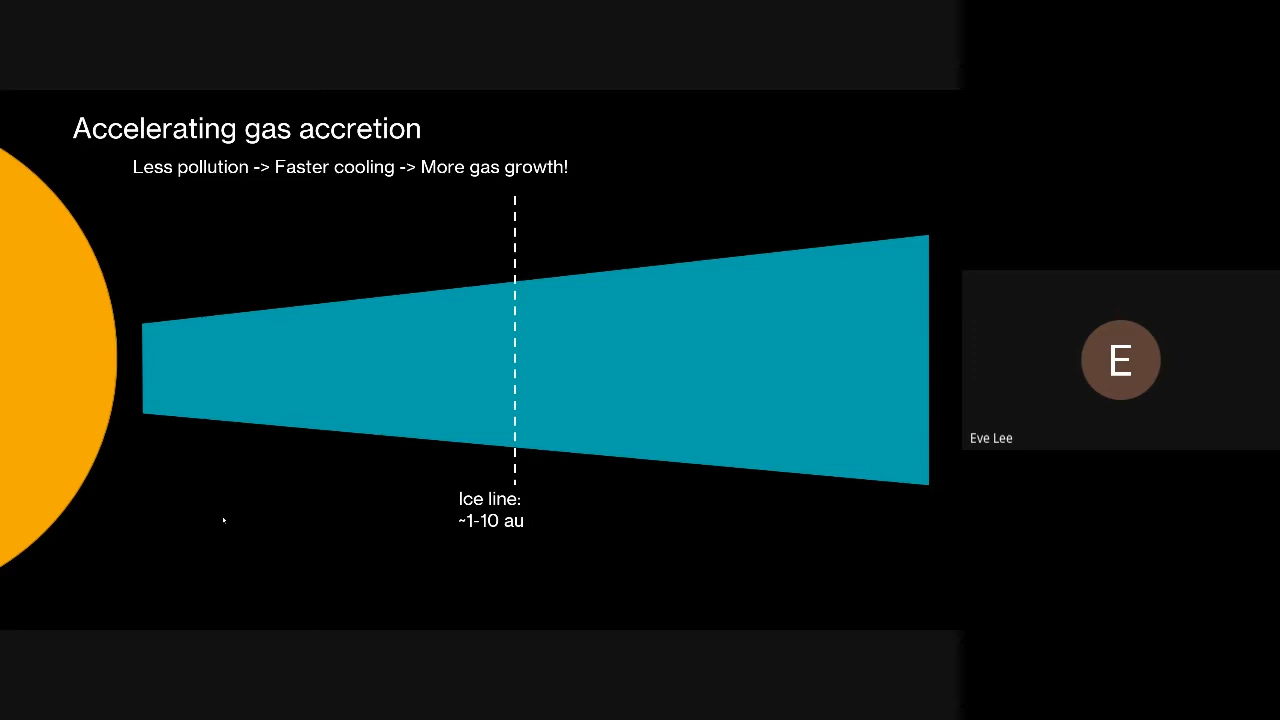 Accelerating gas accretion
Less pollution -> Faster cooling -> More gas growth!
Ice line:
~1-10 au
E
Eve Lee